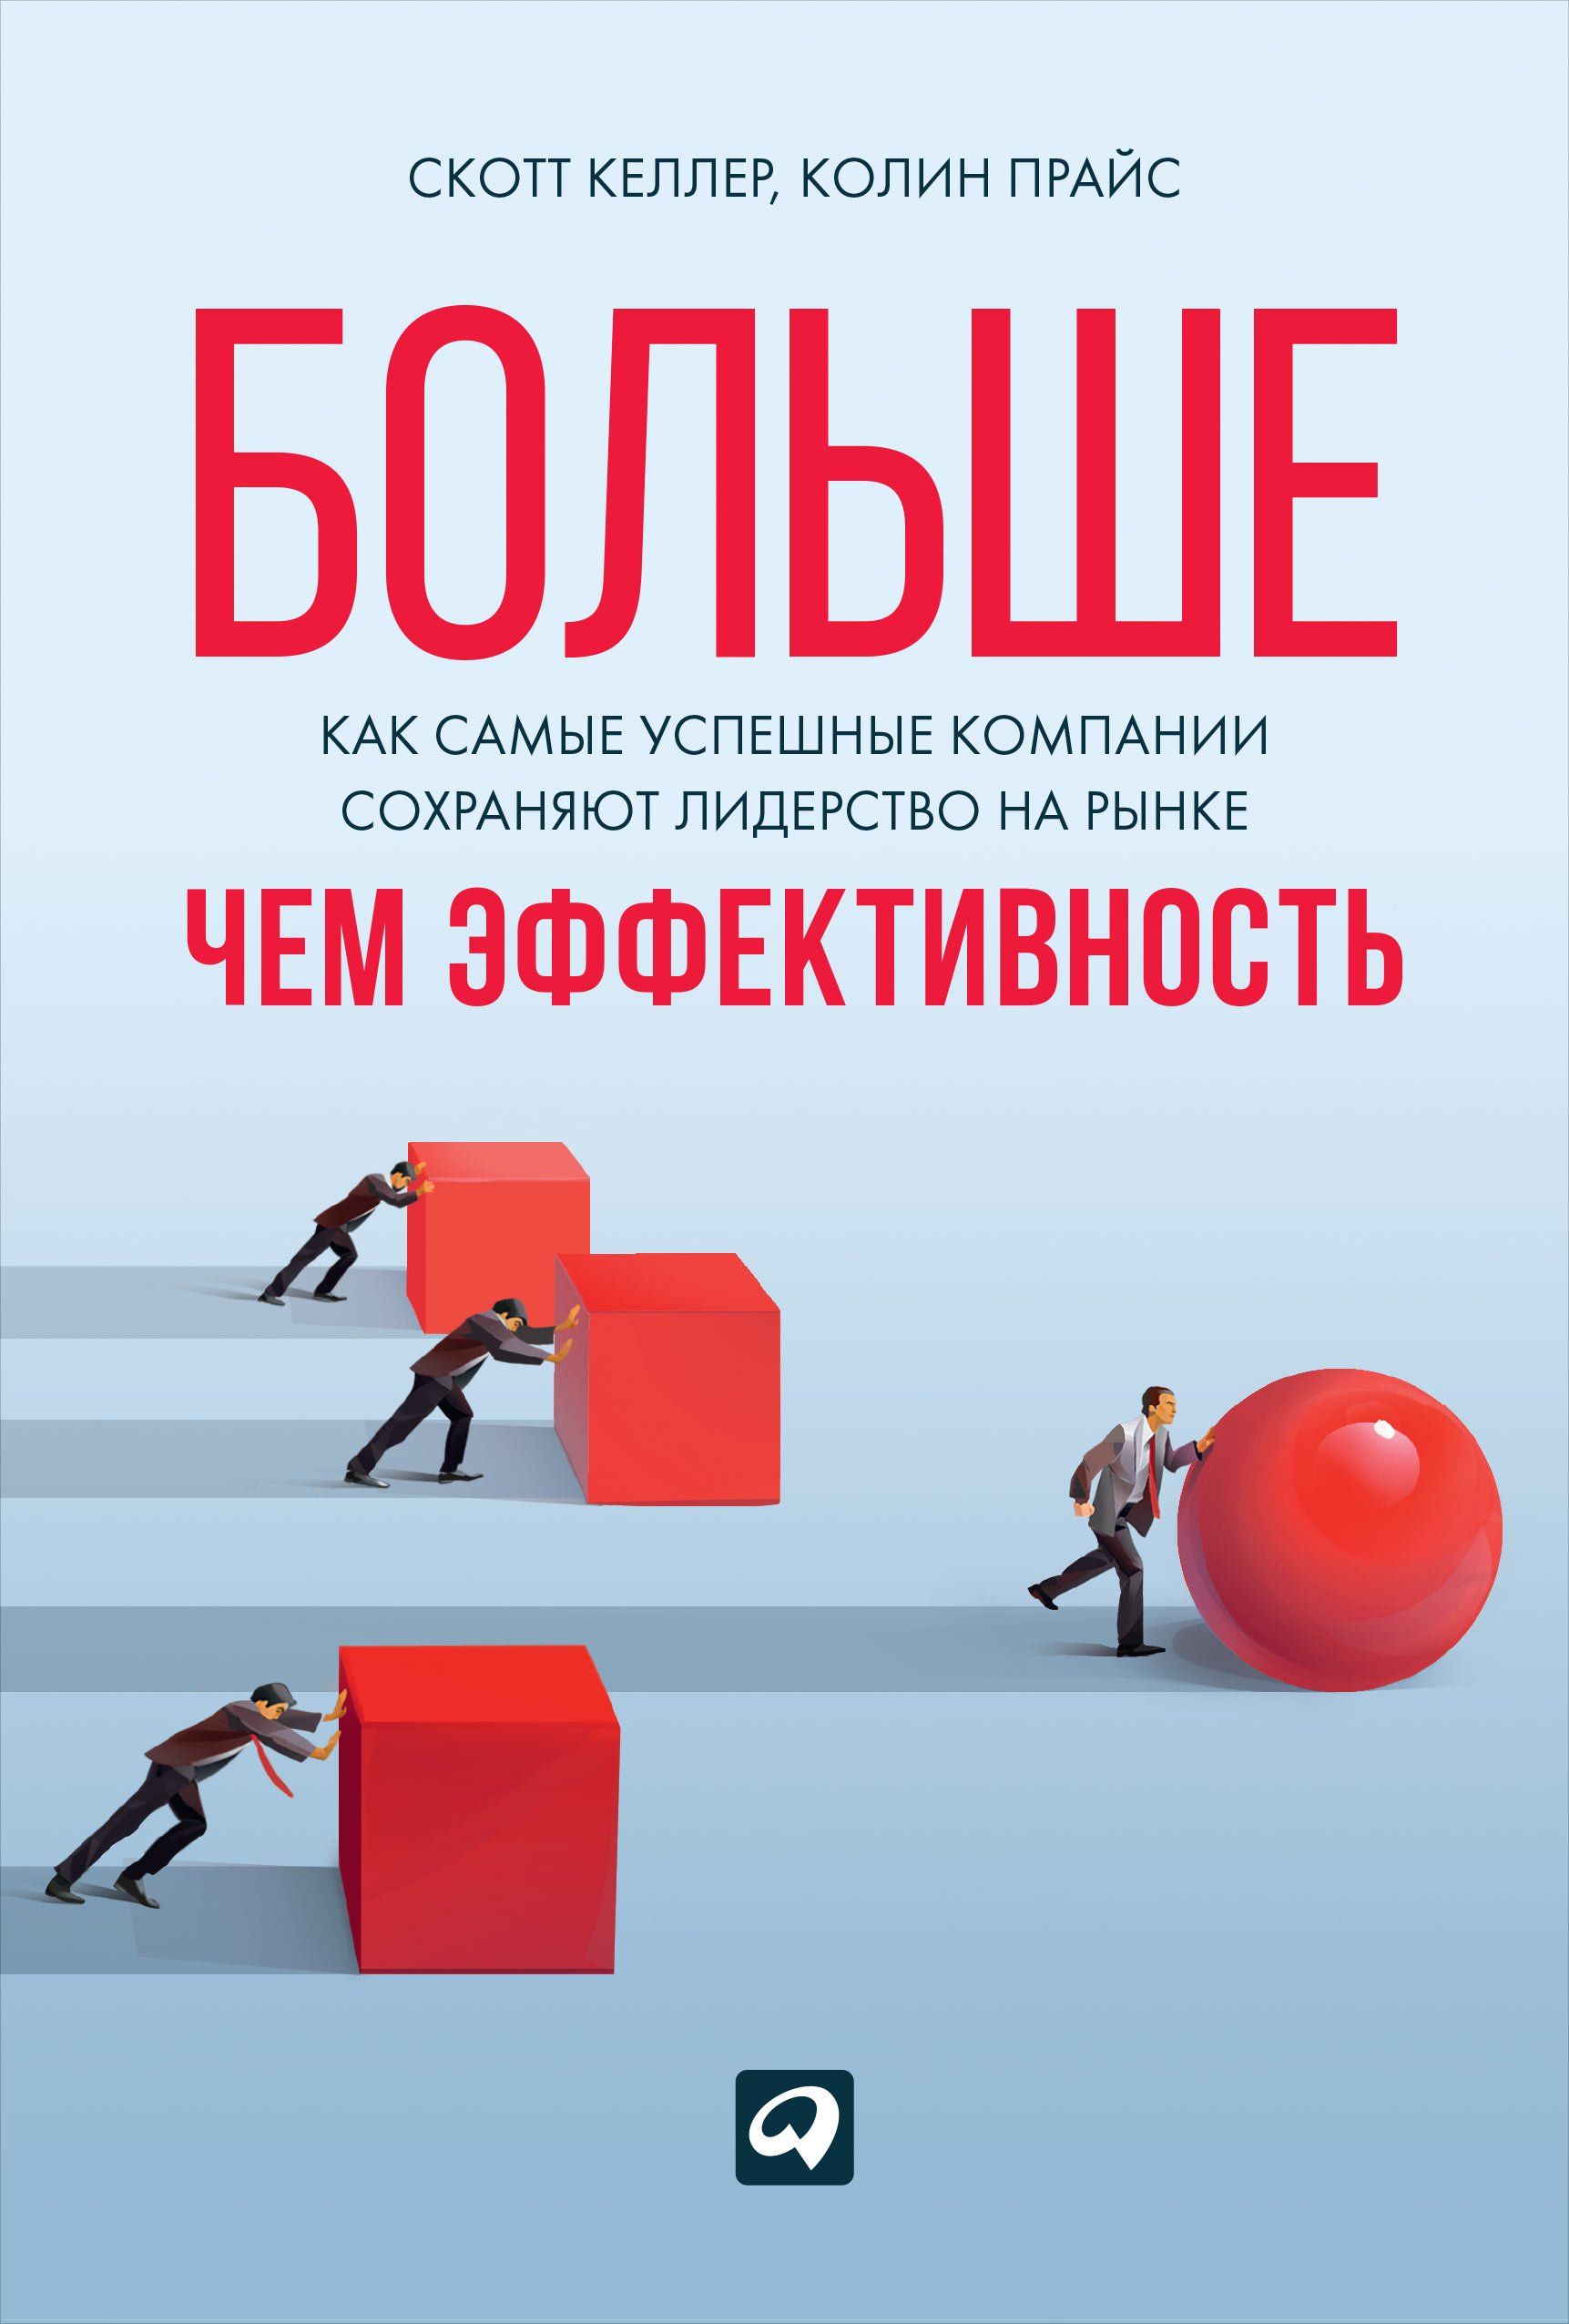 СКОТТ КЕЛЛЕР, КОЛИН ПРАЙС
БОЛЬШЕ
КАК САМЫЕ УСПЕШНЫЕ КОМПАНИИ
СОХРАНЯЮТ ЛИДЕРСТВО НА РЫНКЕ
ЧЕМ ЭФФЕКТИВНОСТЬ